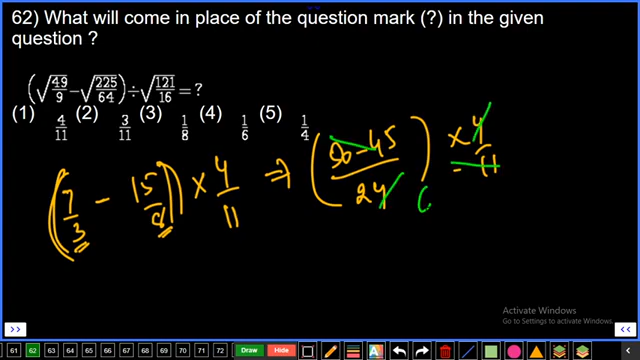 62) What will come in place of the question mark (?) in the given
question ?
(√49/9 − √225/64) ÷ √121/16 = ?
(1) 4/11 (2) 3/11 (3) 1/8 (4) 1/6 (5) 1/4
(7/3 − 15/8) × 4/11 ⇒ (56 − 45 / 24) × 4/11
6
Activate Windows
Go to Settings to activate Windows.
>> 61 62 63 64 65 66 67 68 69 70 71 72 Draw Hide <<